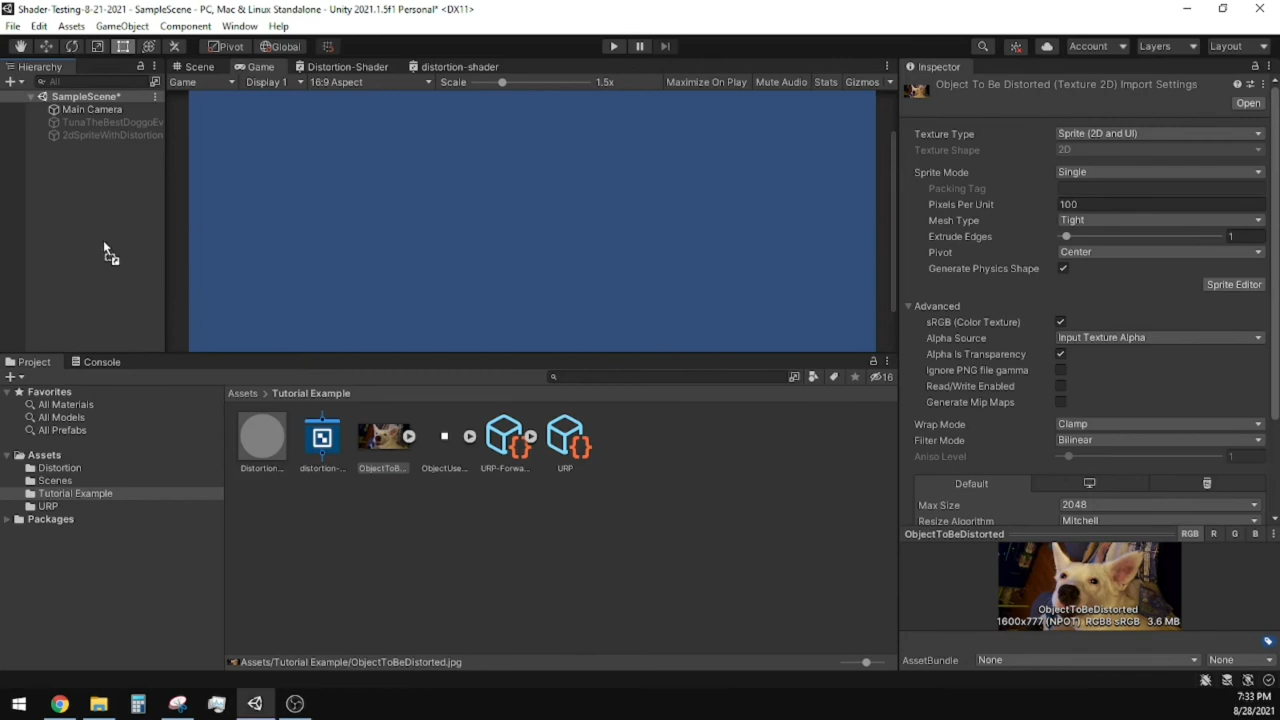 Shader-Testing-8-21-2021 - SampleScene - PC, Mac & Linux Standalone - Unity 2021.1.5f1 Personal* <DX11>
File Edit Assets GameObject Component Window Help
Pivot Global Account Layers Layout
Hierarchy Scene Game Distortion-Shader distortion-shader Inspector
All Game Display 1 16:9 Aspect Scale 1.5x Maximize On Play Mute Audio Stats Gizmos
SampleScene*
Main Camera
TunaTheBestDoggoEv
2dSpriteWithDistortion
Object To Be Distorted (Texture 2D) Import Settings
Open
Texture Type Sprite (2D and UI)
Texture Shape 2D
Sprite Mode Single
Packing Tag
Pixels Per Unit 100
Mesh Type Tight
Extrude Edges 1
Pivot Center
Generate Physics Shape
Sprite Editor
Advanced
sRGB (Color Texture)
Alpha Source Input Texture Alpha
Alpha Is Transparency
Ignore PNG file gamma
Read/Write Enabled
Generate Mip Maps
Wrap Mode Clamp
Filter Mode Bilinear
Aniso Level 1
Default
Max Size 2048
Resize Algorithm Mitchell
ObjectToBeDistorted RGB R G B
ObjectToBeDistorted
1600x777 (NPOT) RGB8 sRGB 3.6 MB
AssetBundle None None
Project Console
16
Favorites
All Materials
All Models
All Prefabs
Assets
Distortion
Scenes
Tutorial Example
URP
Packages
Assets > Tutorial Example
Distortion... distortion-... ObjectToB... ObjectUse... URP-Forwa... URP
Assets/Tutorial Example/ObjectToBeDistorted.jpg
7:33 PM
8/28/2021